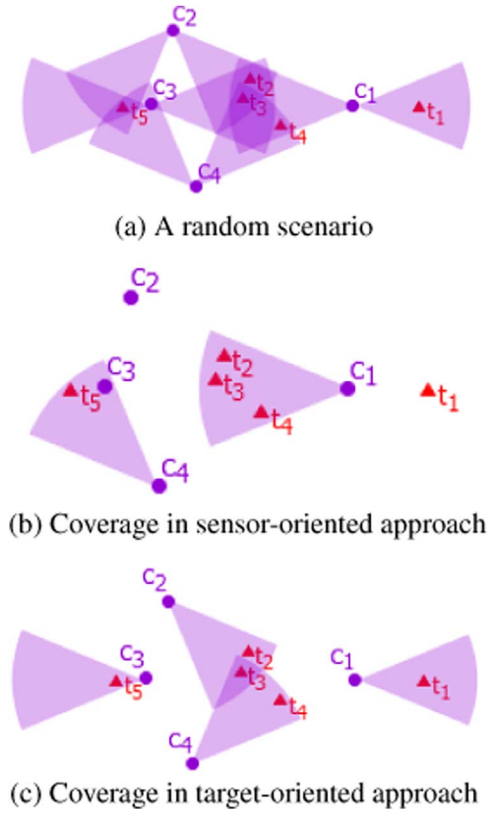 c2
c3
t2
t3
c1
t5
t4
t1
c4
(a) A random scenario
c2
c3
t2
c1
t5
t3
t1
t4
c4
(b) Coverage in sensor-oriented approach
c2
c3
t2
c1
t5
t3
t1
t4
c4
(c) Coverage in target-oriented approach